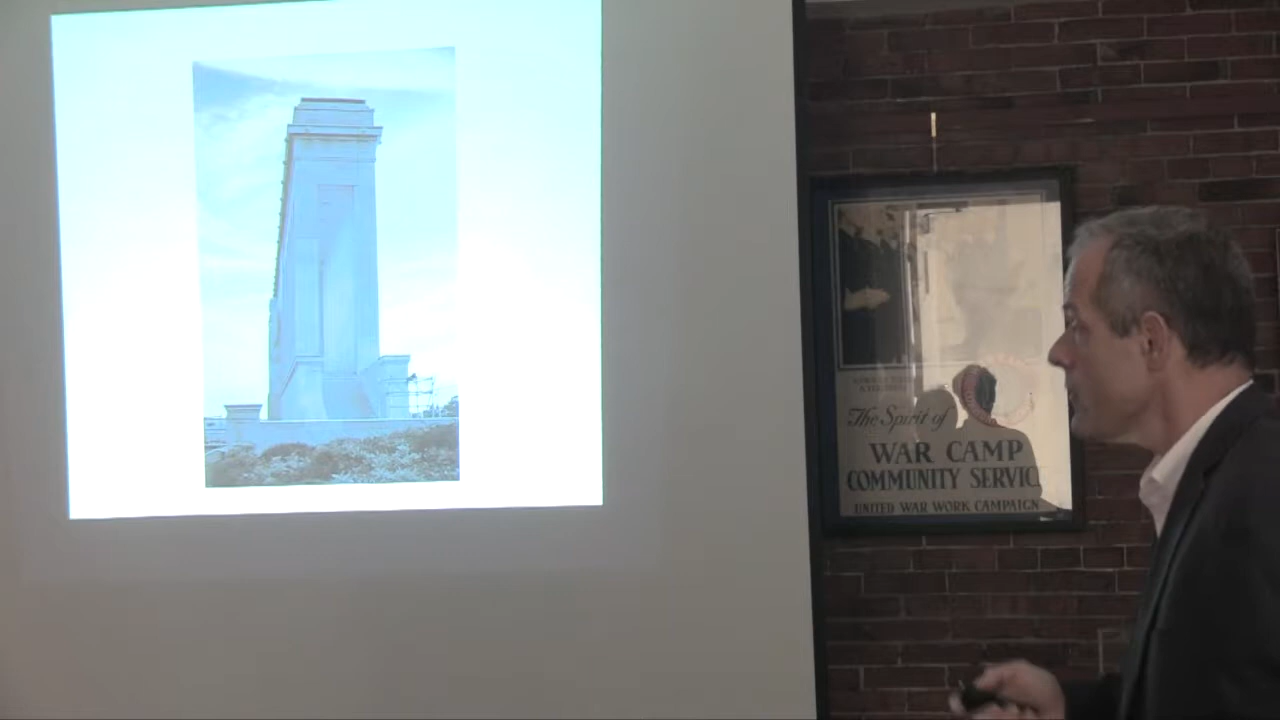 The Spirit of
WAR CAMP
COMMUNITY SERVIC
UNITED WAR WORK CAMPAIGN